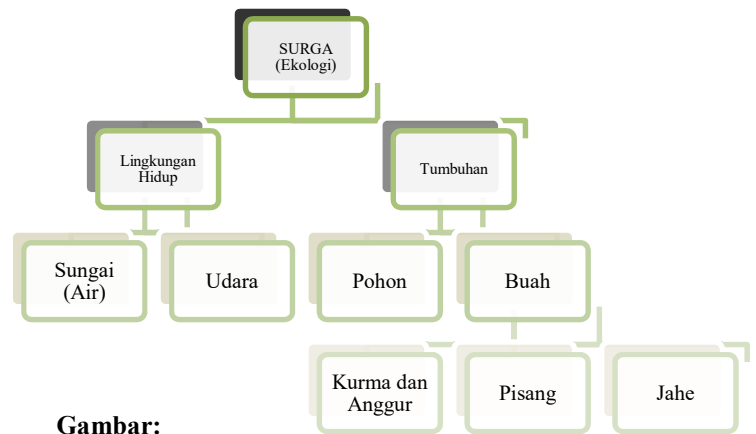 SURGA
(Ekologi)
Lingkungan
Hidup
Tumbuhan
Sungai
(Air)
Udara
Pohon
Buah
Kurma dan
Anggur
Pisang
Jahe
Gambar: